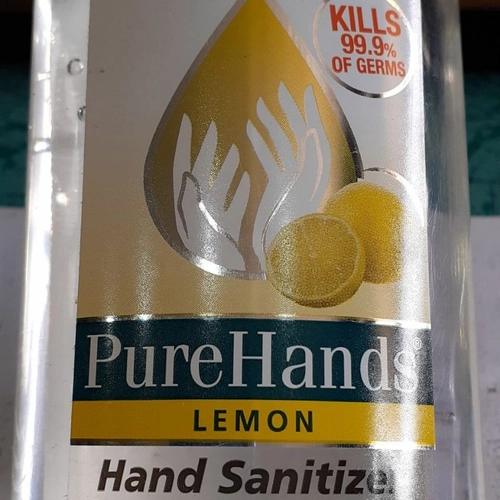 KILLS
99.9%
OF GERMS
PureHands®
LEMON
Hand Sanitizer